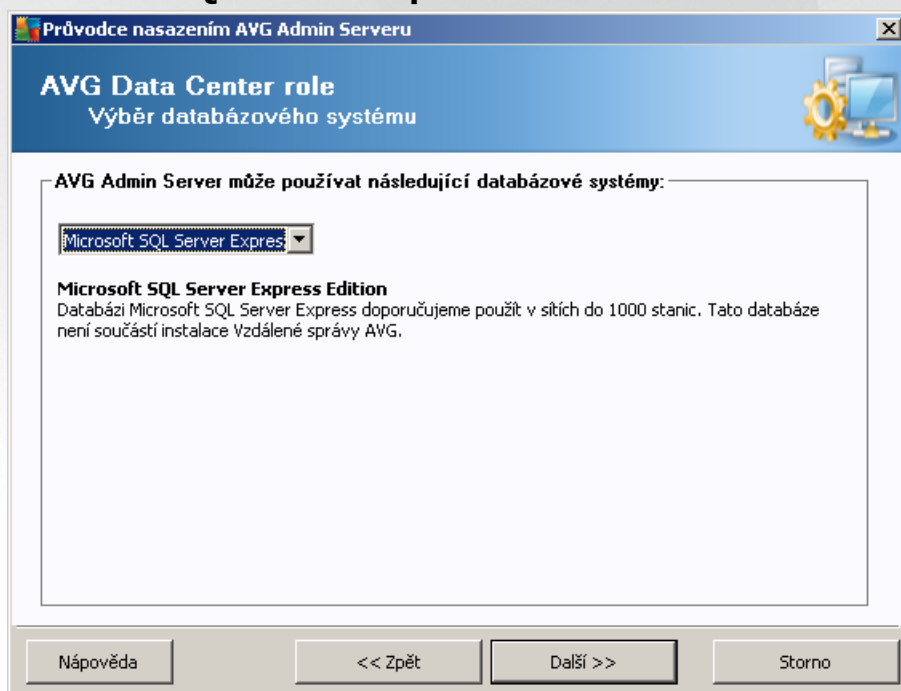 Průvodce nasazením AVG Admin Serveru
AVG Data Center role
Výběr databázového systému
AVG Admin Server může používat následující databázové systémy:
Microsoft SQL Server Expres
Microsoft SQL Server Express Edition
Databázi Microsoft SQL Server Express doporučujeme použít v sítích do 1000 stanic. Tato databáze
není součástí instalace Vzdálené správy AVG.
Nápověda
<< Zpět
Další >>
Storno